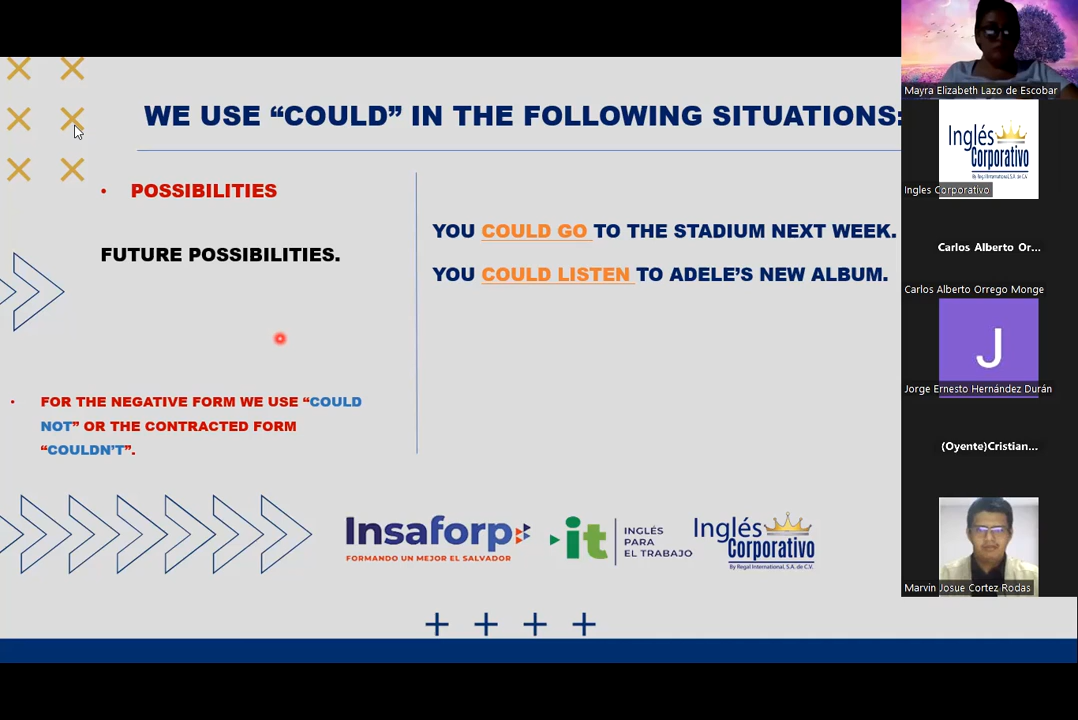 WE USE “COULD” IN THE FOLLOWING SITUATIONS:
• POSSIBILITIES
FUTURE POSSIBILITIES.
YOU COULD GO TO THE STADIUM NEXT WEEK.
YOU COULD LISTEN TO ADELE’S NEW ALBUM.
• FOR THE NEGATIVE FORM WE USE “COULD
NOT” OR THE CONTRACTED FORM
“COULDN’T”.
Insaforp
FORMANDO UN MEJOR EL SALVADOR
it
INGLÉS
PARA
EL TRABAJO
Inglés
Corporativo
By Regal International, S.A. de C.V.
Mayra Elizabeth Lazo de Escobar
Inglés
Corporativo
By Regal International, S.A. de C.V.
Ingles Corporativo
Carlos Alberto Or...
Carlos Alberto Orrego Monge
J
Jorge Ernesto Hernández Durán
(Oyente)Cristian...
Marvin Josue Cortez Rodas